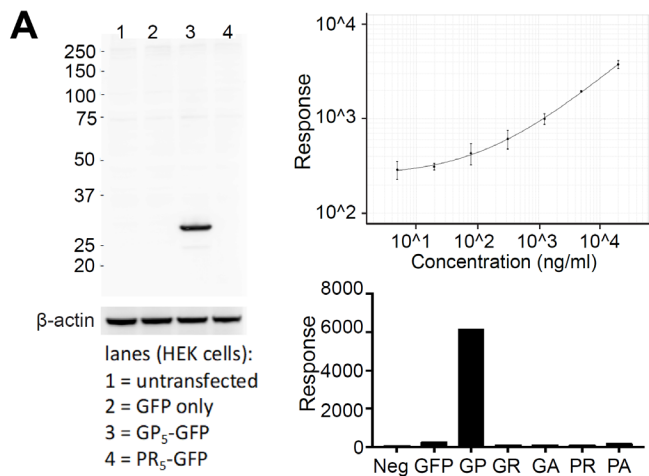 A
1 2 3 4
250
150
100
75
50
37
25
20
β-actin
lanes (HEK cells):
1 = untransfected
2 = GFP only
3 = GP5-GFP
4 = PR5-GFP
Response
10^4
10^3
10^2
10^1 10^2 10^3 10^4
Concentration (ng/ml)
Response
8000
6000
4000
2000
0
Neg GFP GP GR GA PR PA